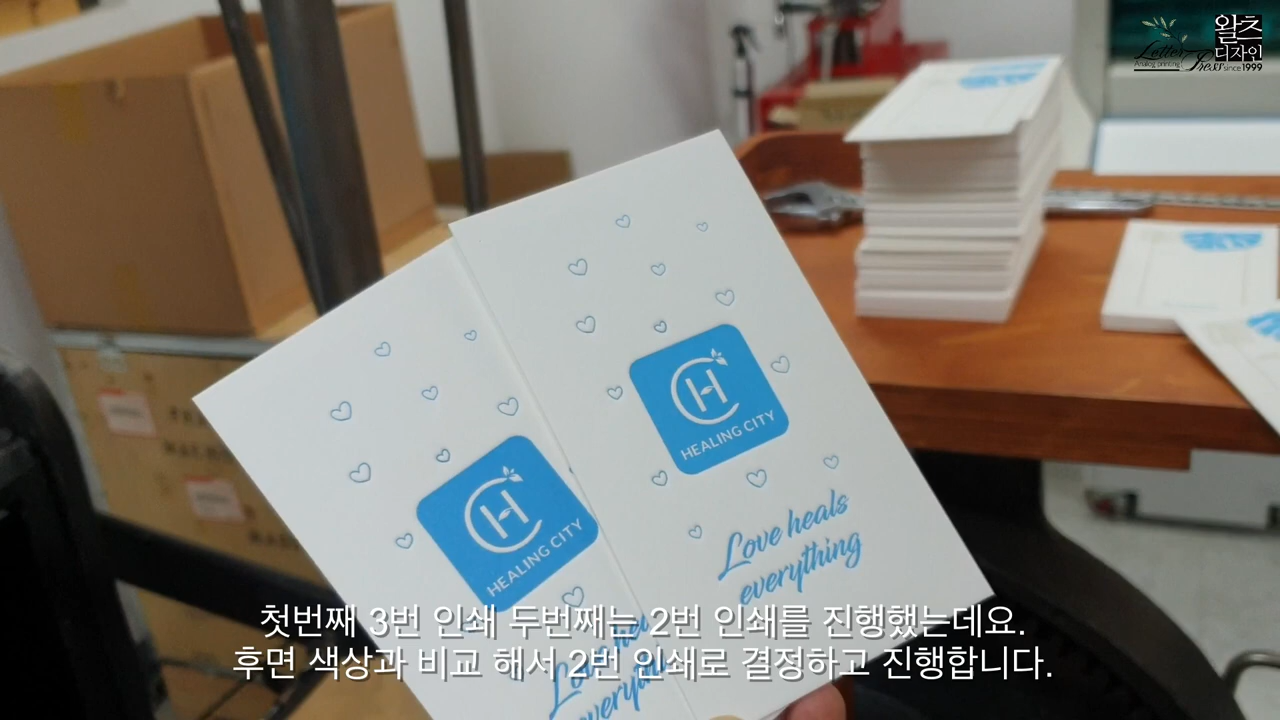 왈츠
디자인
Letter Press
Analog printing
since 1999
HEALING CITY
Love heals
everything
HEALING CITY
첫번째 3번 인쇄 두번째는 2번 인쇄를 진행했는데요.
후면 색상과 비교 해서 2번 인쇄로 결정하고 진행합니다.